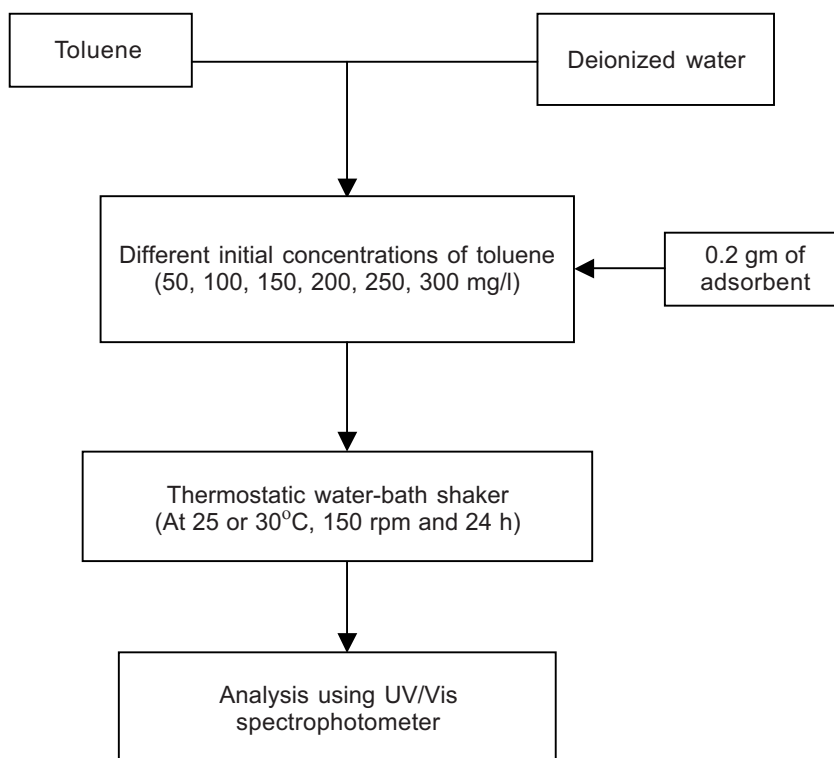 Toluene
Deionized water
Different initial concentrations of toluene
(50, 100, 150, 200, 250, 300 mg/l)
0.2 gm of
adsorbent
Thermostatic water-bath shaker
(At 25 or 30°C, 150 rpm and 24 h)
Analysis using UV/Vis
spectrophotometer